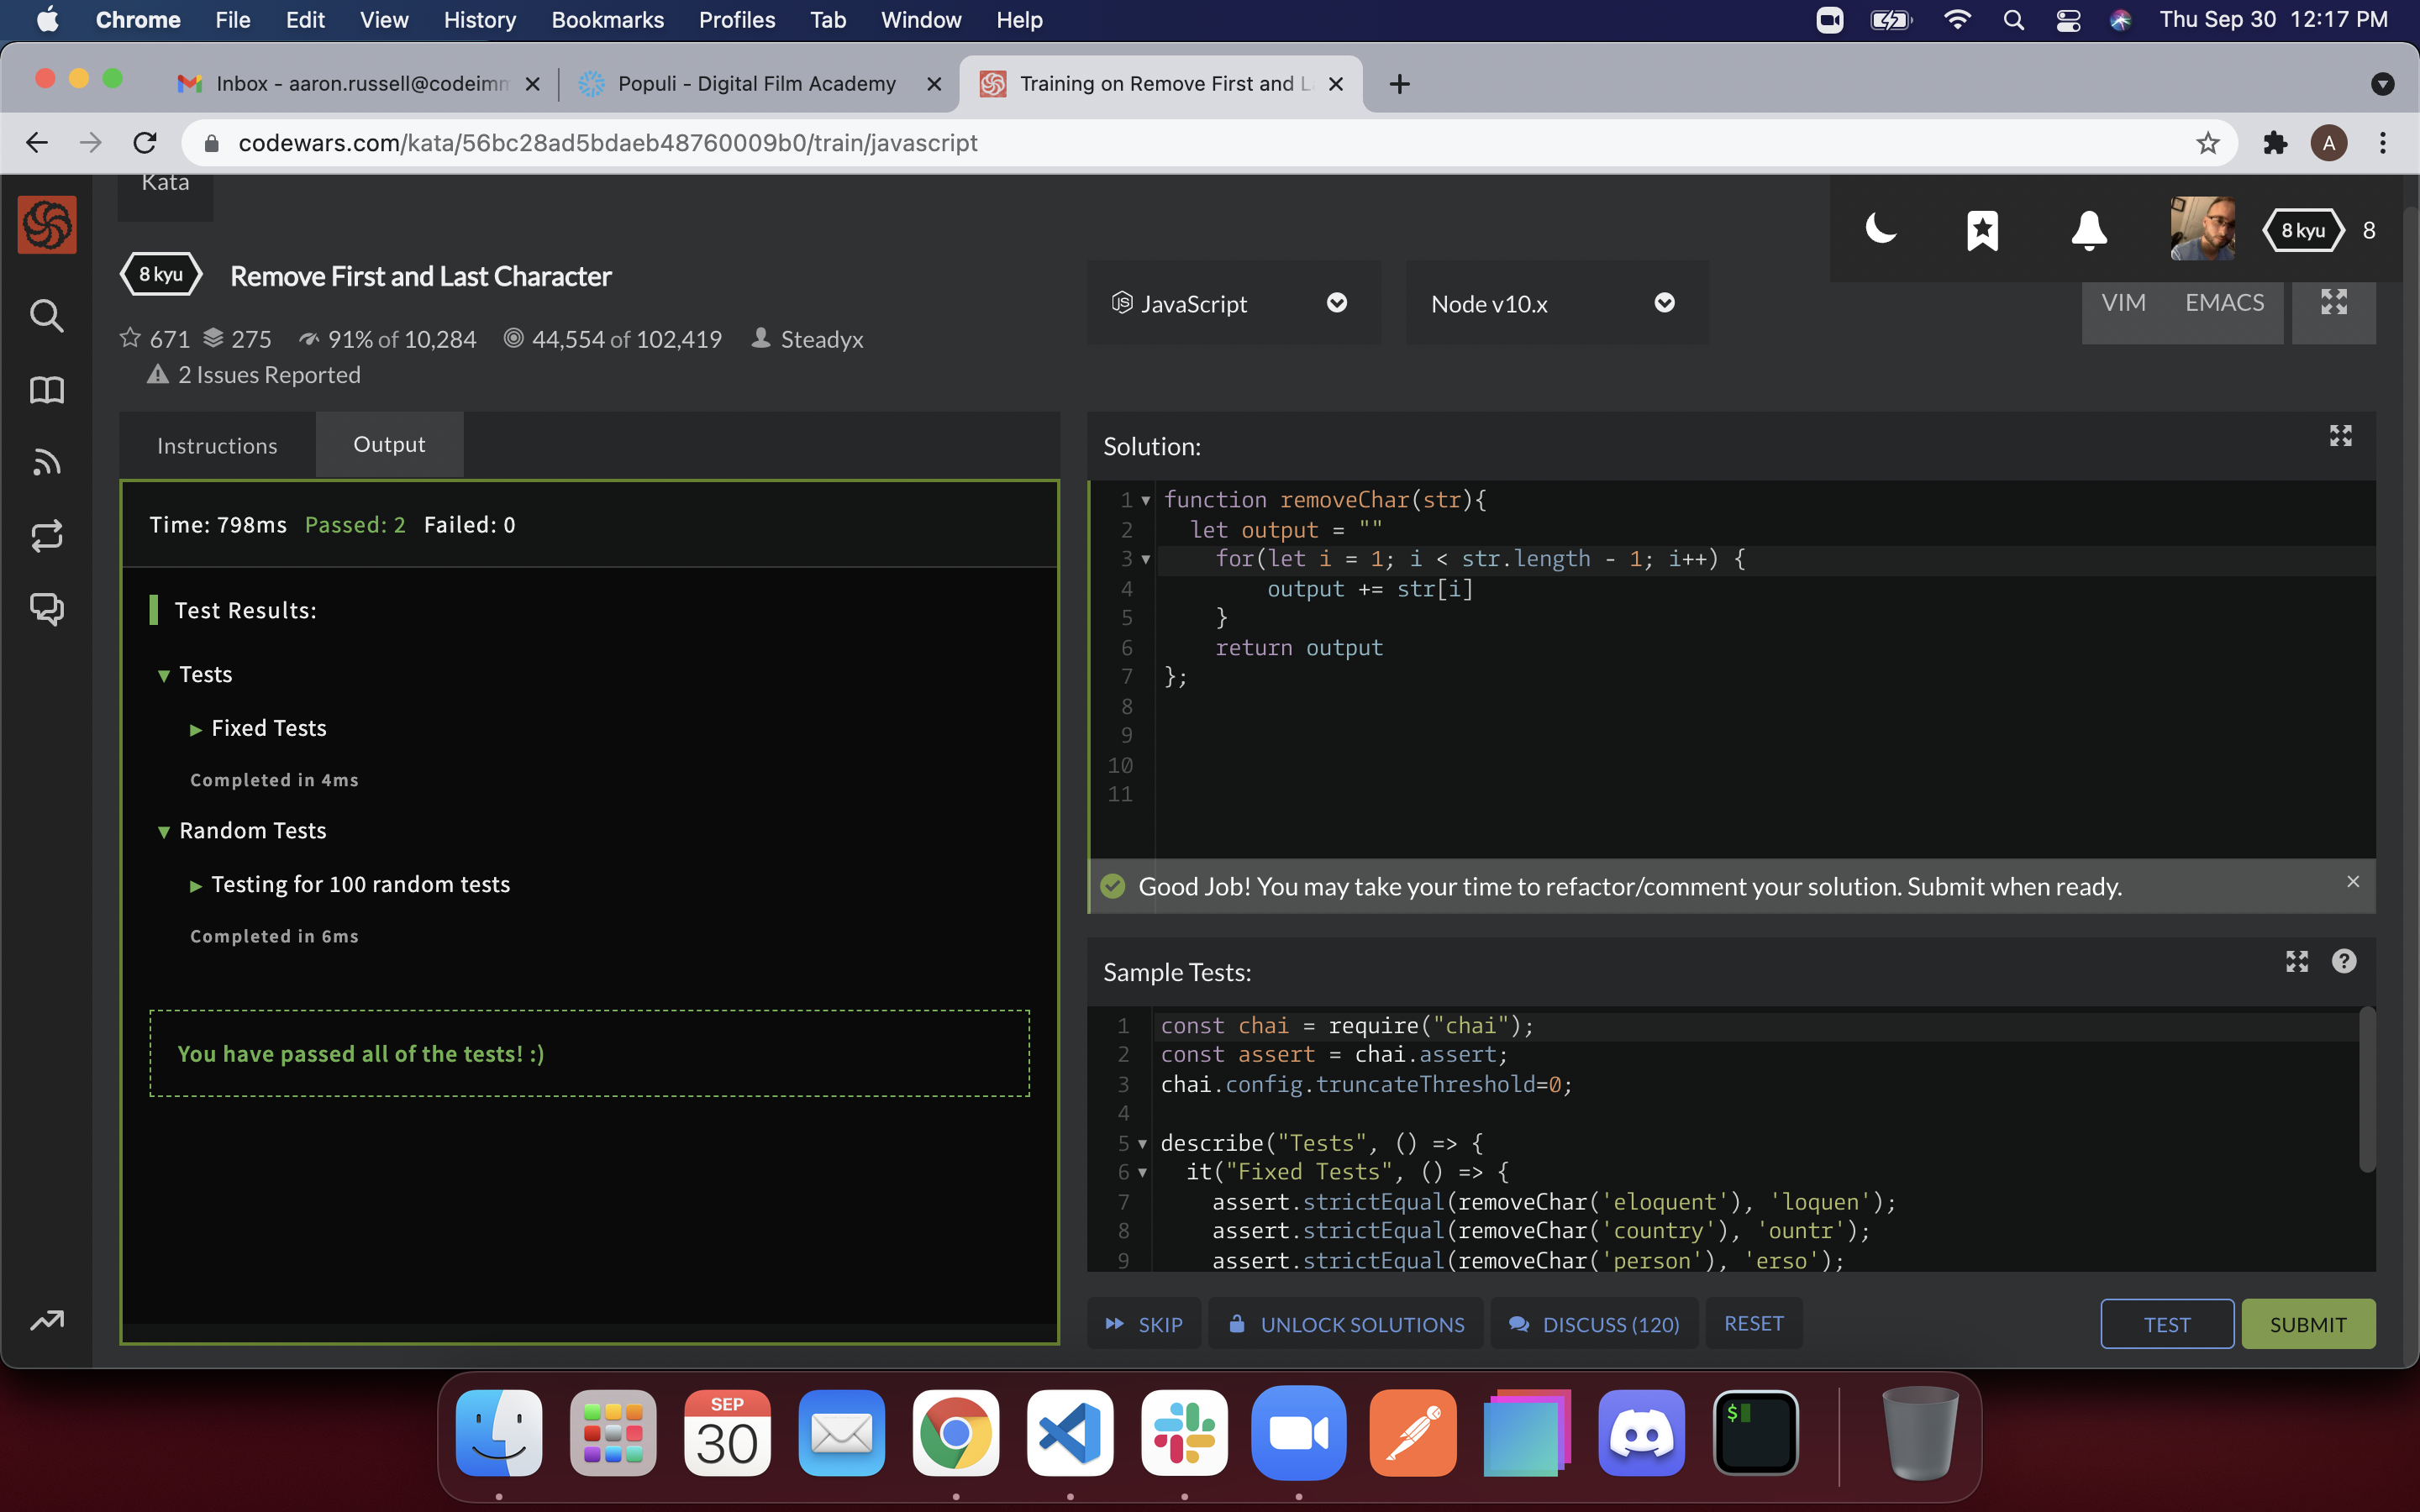 Chrome File Edit View History Bookmarks Profiles Tab Window Help Thu Sep 30 12:17 PM
Inbox - aaron.russell@codeimm Populi - Digital Film Academy Training on Remove First and L
codewars.com/kata/56bc28ad5bdaeb48760009b0/train/javascript A
Kata
8 kyu 8
8 kyu Remove First and Last Character
JavaScript Node v10.x VIM EMACS
671 275 91% of 10,284 44,554 of 102,419 Steadyx
2 Issues Reported
Instructions Output
Time: 798ms Passed: 2 Failed: 0
Test Results:
Tests
Fixed Tests
Completed in 4ms
Random Tests
Testing for 100 random tests
Completed in 6ms
You have passed all of the tests! :)
Solution:
1 function removeChar(str){
2 let output = ""
3 for(let i = 1; i < str.length - 1; i++) {
4 output += str[i]
5 }
6 return output
7 };
8
9
10
11
Good Job! You may take your time to refactor/comment your solution. Submit when ready.
Sample Tests:
1 const chai = require("chai");
2 const assert = chai.assert;
3 chai.config.truncateThreshold=0;
4
5 describe("Tests", () => {
6 it("Fixed Tests", () => {
7 assert.strictEqual(removeChar('eloquent'), 'loquen');
8 assert.strictEqual(removeChar('country'), 'ountr');
9 assert.strictEqual(removeChar('person'), 'erso');
SKIP UNLOCK SOLUTIONS DISCUSS (120) RESET TEST SUBMIT
SEP
30
$